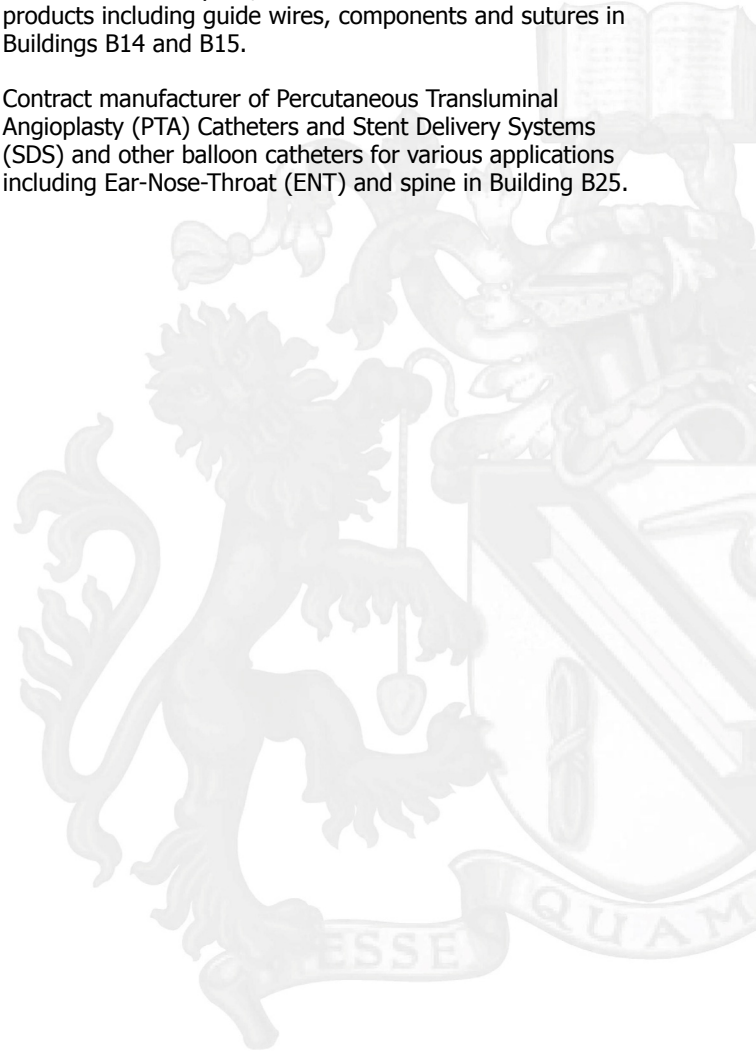 products including guide wires, components and sutures in
Buildings B14 and B15.
Contract manufacturer of Percutaneous Transluminal
Angioplasty (PTA) Catheters and Stent Delivery Systems
(SDS) and other balloon catheters for various applications
including Ear-Nose-Throat (ENT) and spine in Building B25.
ESSE
QUAM